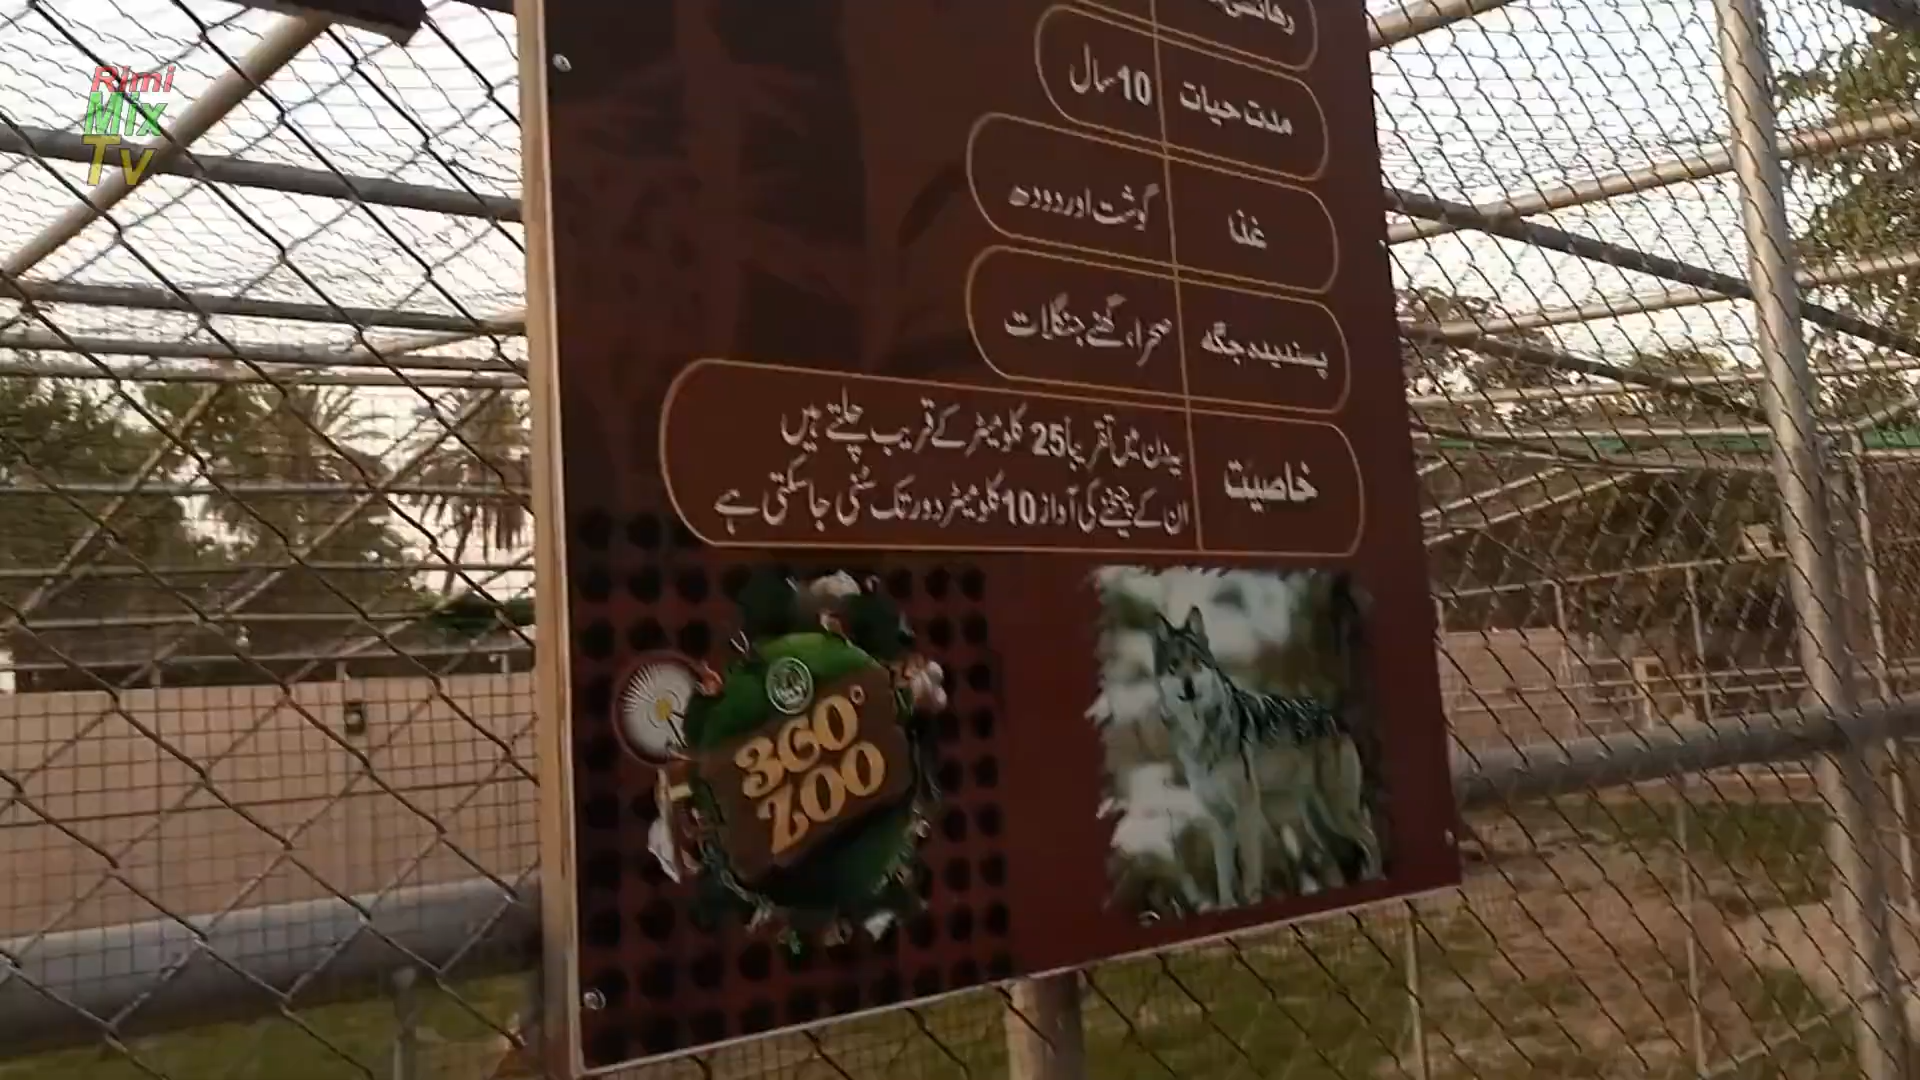 Rimi
Mix
Tv
مدت حیات 10 سال
غذا گوشت اور دودھ
پسندیدہ جگہ صحرا، گھنے جنگلات
خاصیت
یہ دن میں تقریباً 25 کلومیٹر کے قریب چلتے ہیں
ان کے چیخنے کی آواز 10 کلومیٹر دور تک سُنی جا سکتی ہے
360°
ZOO